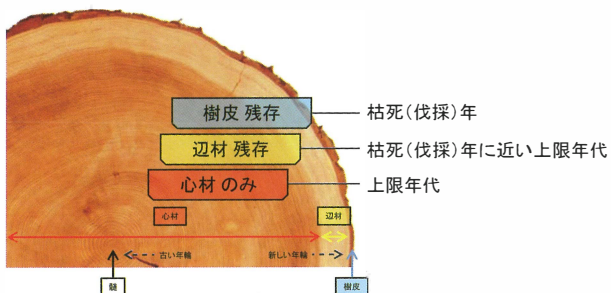 樹皮 残存
枯死(伐採)年
辺材 残存
枯死(伐採)年に近い上限年代
心材 のみ
上限年代
心材
辺材
古い年輪
新しい年輪
髄
樹皮